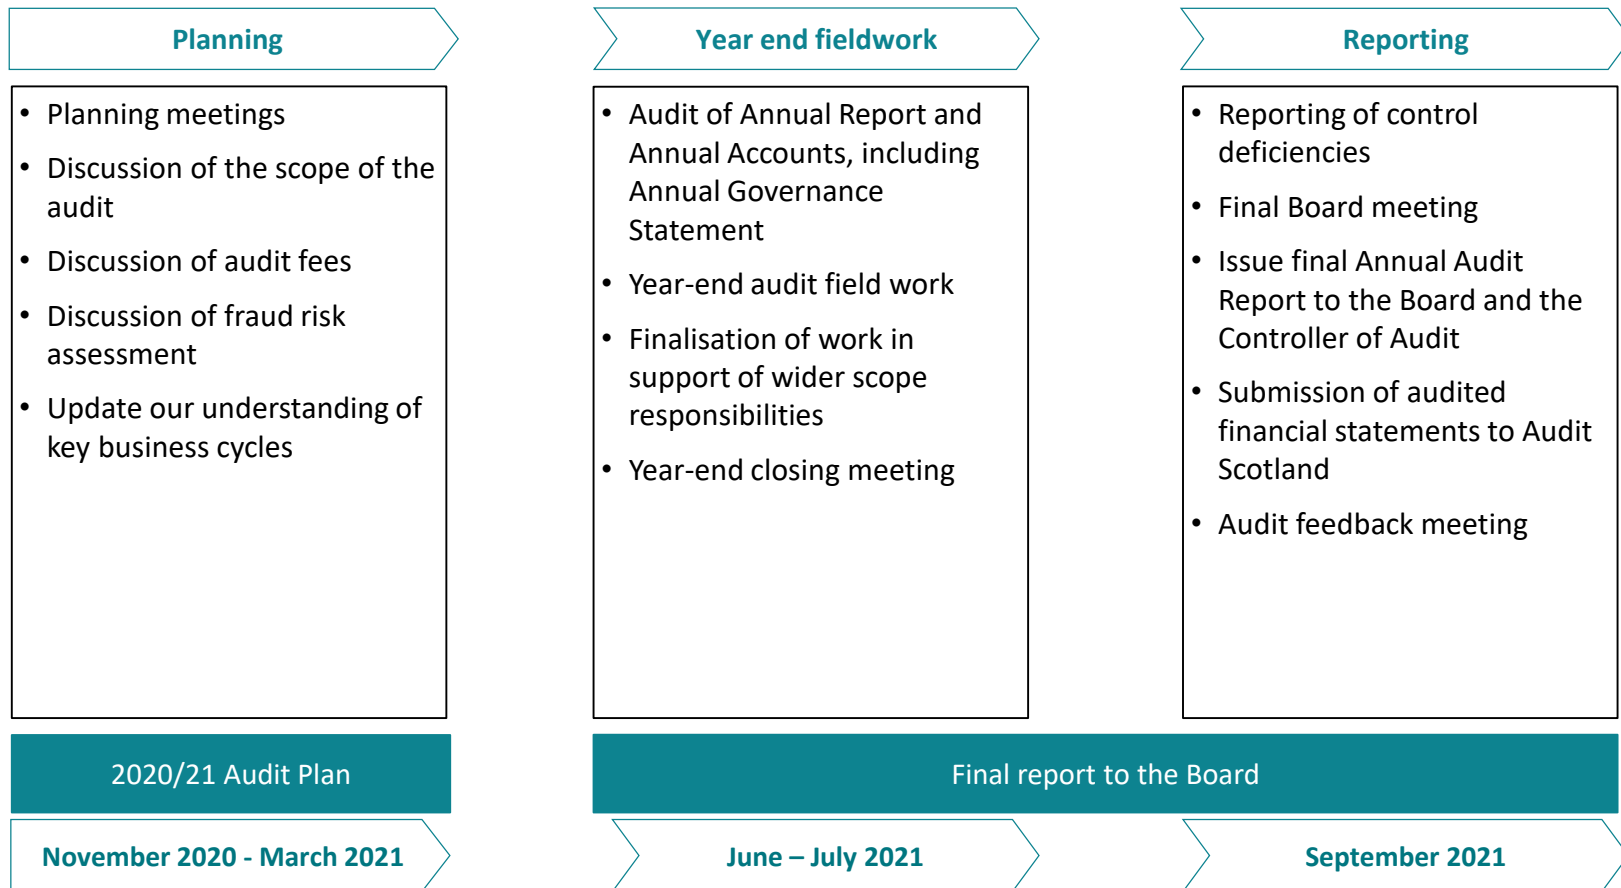 Planning
• Planning meetings
• Discussion of the scope of the
audit
• Discussion of audit fees
• Discussion of fraud risk
assessment
• Update our understanding of
key business cycles
2020/21 Audit Plan
November 2020 - March 2021
Year end fieldwork
• Audit of Annual Report and
Annual Accounts, including
Annual Governance
Statement
• Year-end audit field work
• Finalisation of work in
support of wider scope
responsibilities
• Year-end closing meeting
Reporting
• Reporting of control
deficiencies
• Final Board meeting
• Issue final Annual Audit
Report to the Board and the
Controller of Audit
• Submission of audited
financial statements to Audit
Scotland
• Audit feedback meeting
Final report to the Board
June – July 2021
September 2021